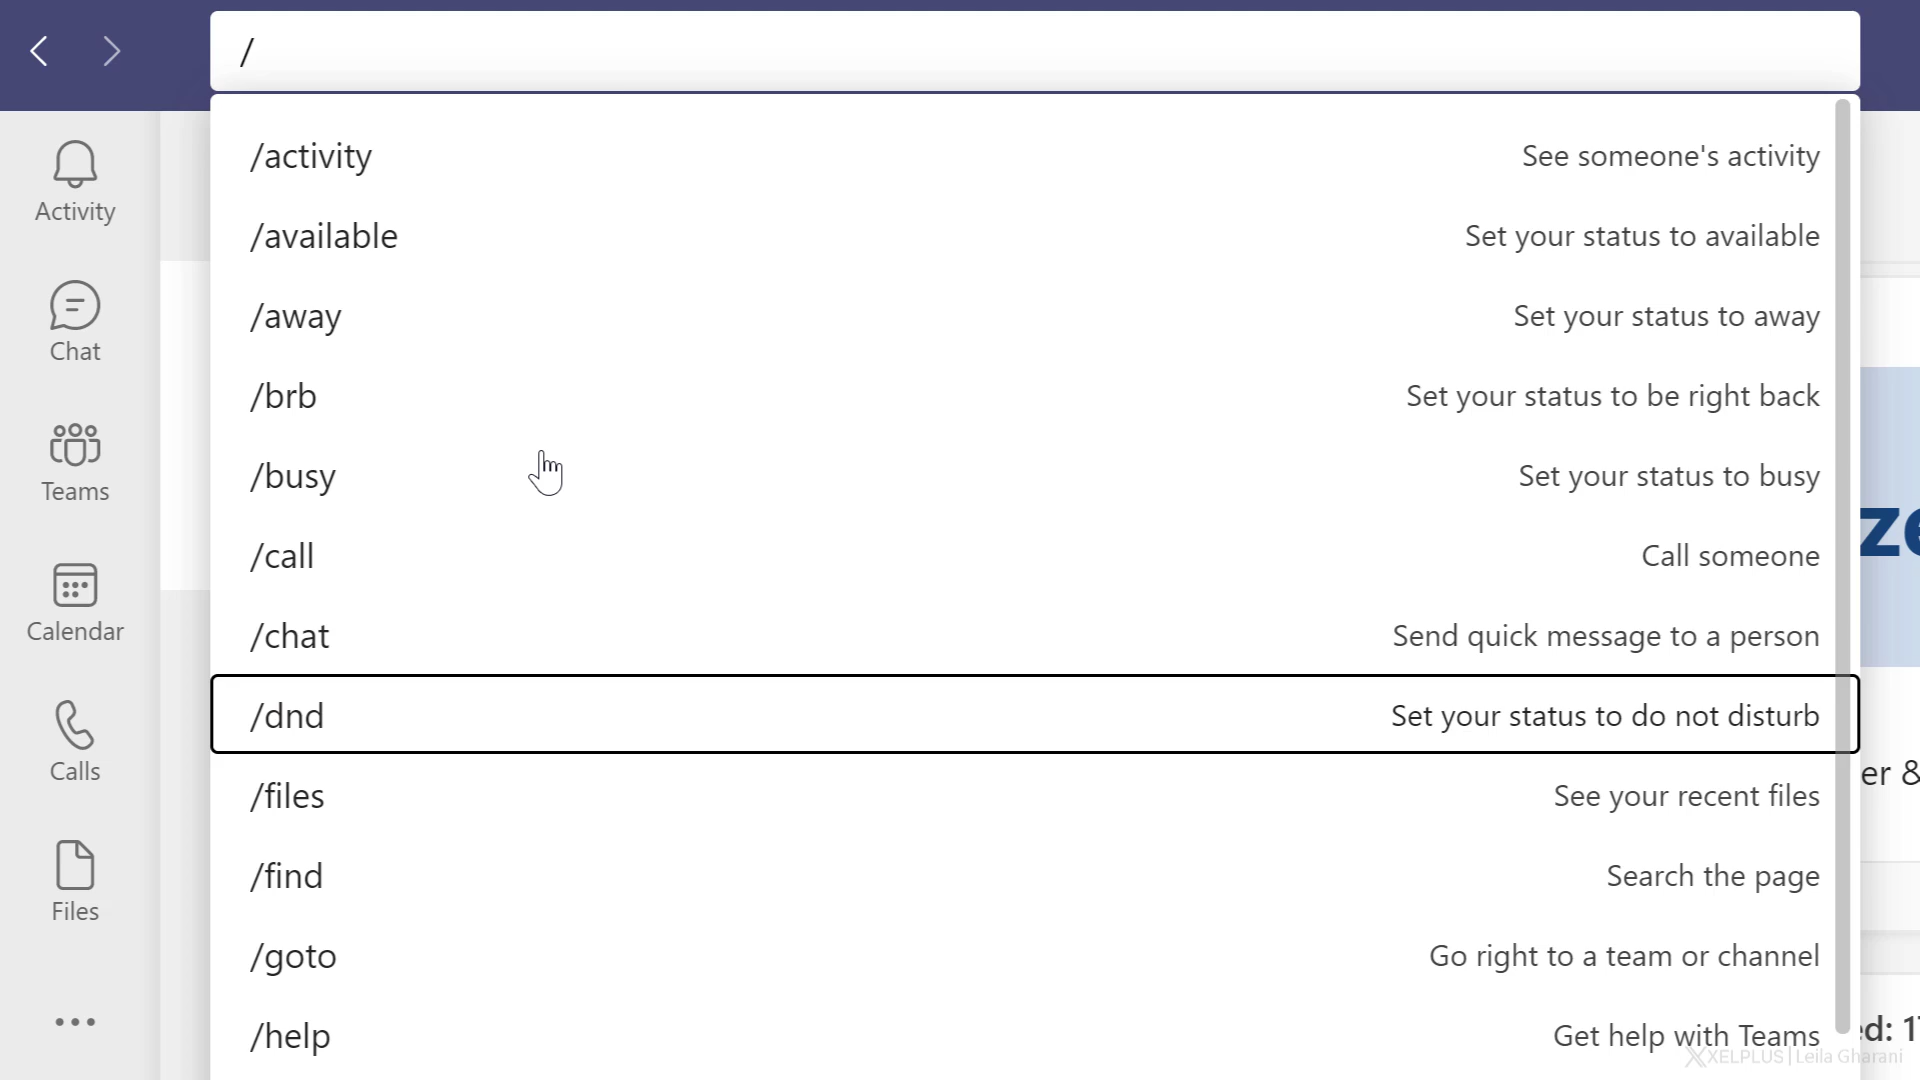 /
/activity See someone's activity
/available Set your status to available
/away Set your status to away
/brb Set your status to be right back
/busy Set your status to busy
/call Call someone
/chat Send quick message to a person
/dnd Set your status to do not disturb
/files See your recent files
/find Search the page
/goto Go right to a team or channel
/help Get help with Teams
Activity
Chat
Teams
Calendar
Calls
Files
ze
er &
ed: 1
XELPLUS | Leila Gharani